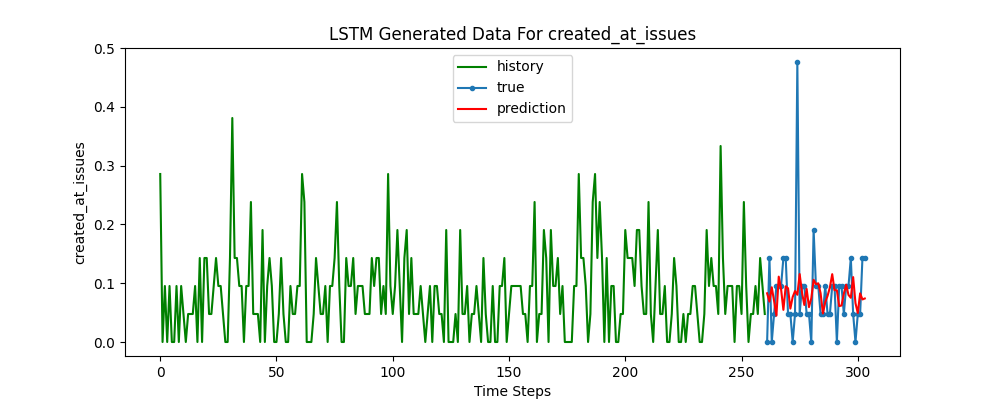 LSTM Generated Data For created_at_issues
history
true
prediction
created_at_issues
0.5
0.4
0.3
0.2
0.1
0.0
0 50 100 150 200 250 300
Time Steps